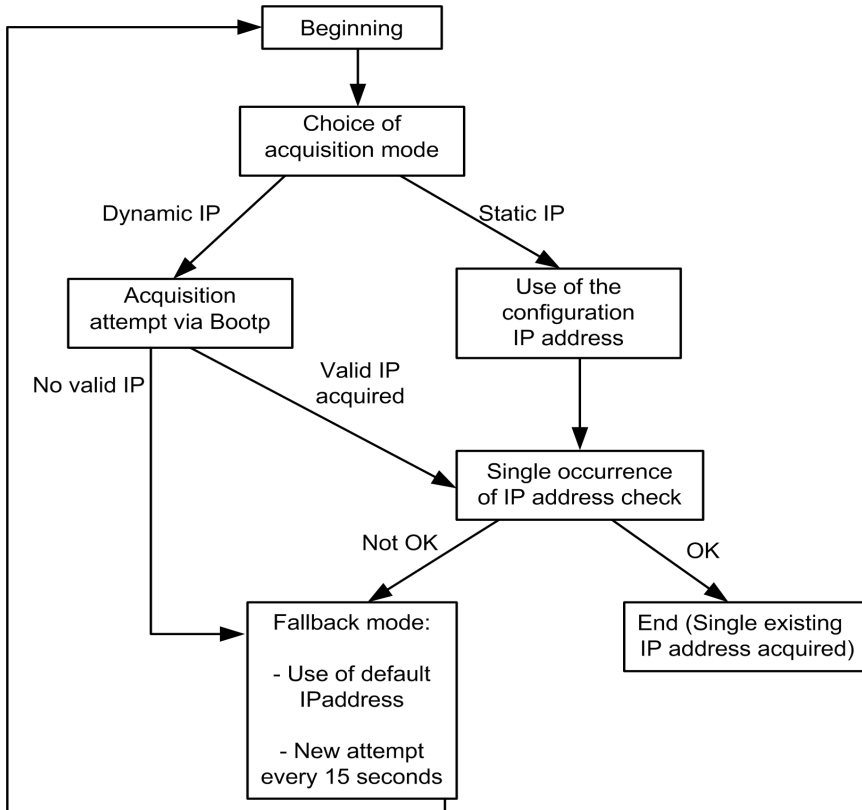 Beginning
Choice of
acquisition mode
Dynamic IP
Static IP
Acquisition
attempt via Bootp
Use of the
configuration
IP address
No valid IP
Valid IP
acquired
Single occurrence
of IP address check
Not OK
OK
Fallback mode:
- Use of default
IPaddress
- New attempt
every 15 seconds
End (Single existing
IP address acquired)